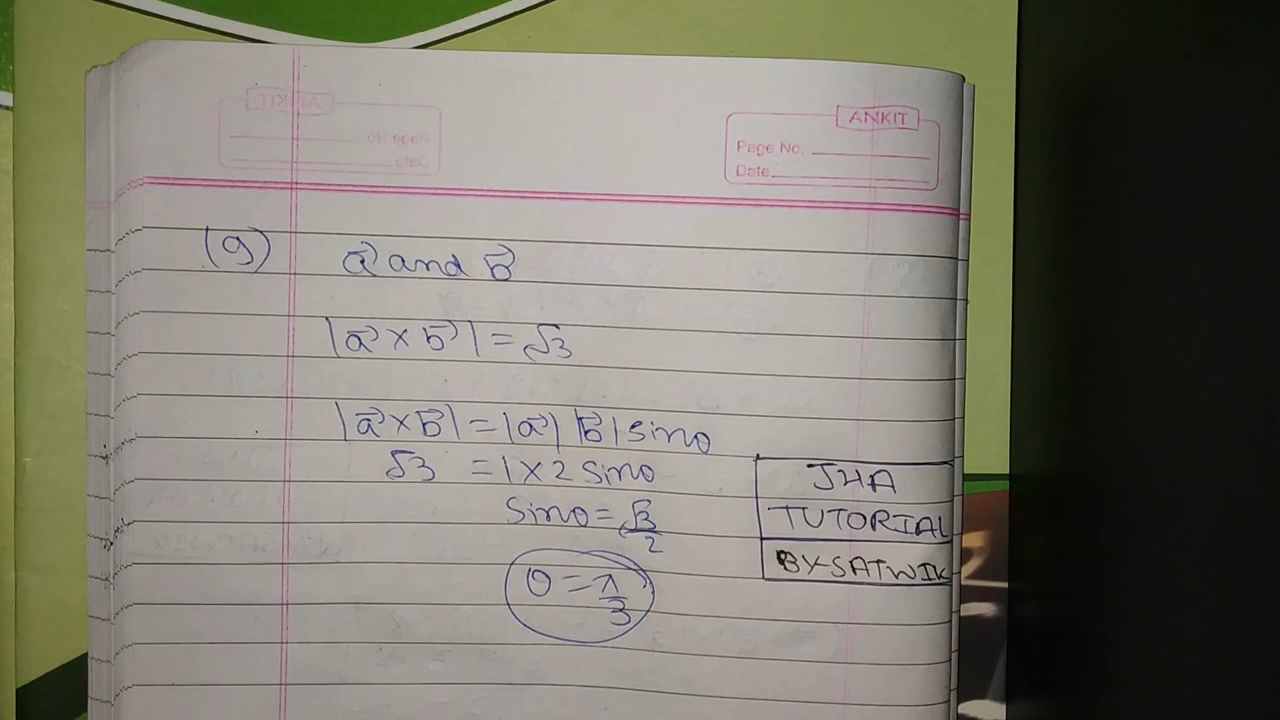 ANKIT
Page No.
Date
(9) a⃗ and b⃗
|a⃗ × b⃗| = √3
|a⃗ × b⃗| = |a⃗| |b⃗| sinθ
√3 = 1 × 2 sinθ
sinθ = √3/2
θ = π/3
JHA
TUTORIAL
BY-SATWIK